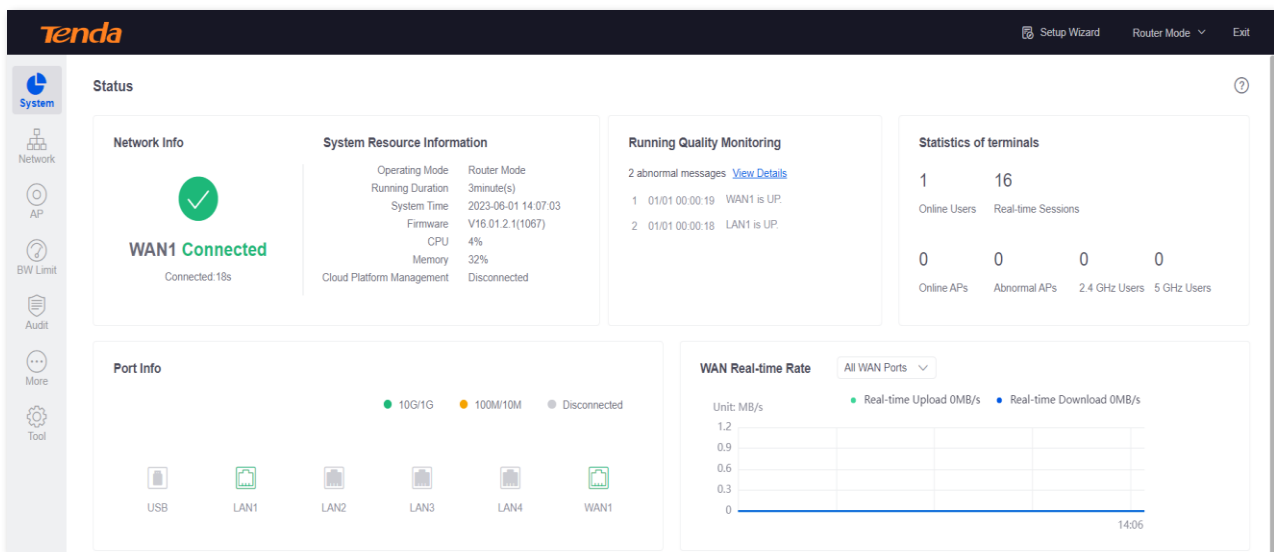 Tenda
Setup Wizard Router Mode Exit
System
Network
AP
BW Limit
Audit
More
Tool
Status
Network Info
WAN1 Connected
Connected:18s
System Resource Information
Operating Mode Router Mode
Running Duration 3minute(s)
System Time 2023-06-01 14:07:03
Firmware V16.01.2.1(1067)
CPU 4%
Memory 32%
Cloud Platform Management Disconnected
Running Quality Monitoring
2 abnormal messages View Details
1 01/01 00:00:19 WAN1 is UP.
2 01/01 00:00:18 LAN1 is UP.
Statistics of terminals
1 16
Online Users Real-time Sessions
0 0 0 0
Online APs Abnormal APs 2.4 GHz Users 5 GHz Users
Port Info
10G/1G 100M/10M Disconnected
USB LAN1 LAN2 LAN3 LAN4 WAN1
WAN Real-time Rate All WAN Ports
Unit: MB/s Real-time Upload 0MB/s Real-time Download 0MB/s
1.2
0.9
0.6
0.3
0
14:06